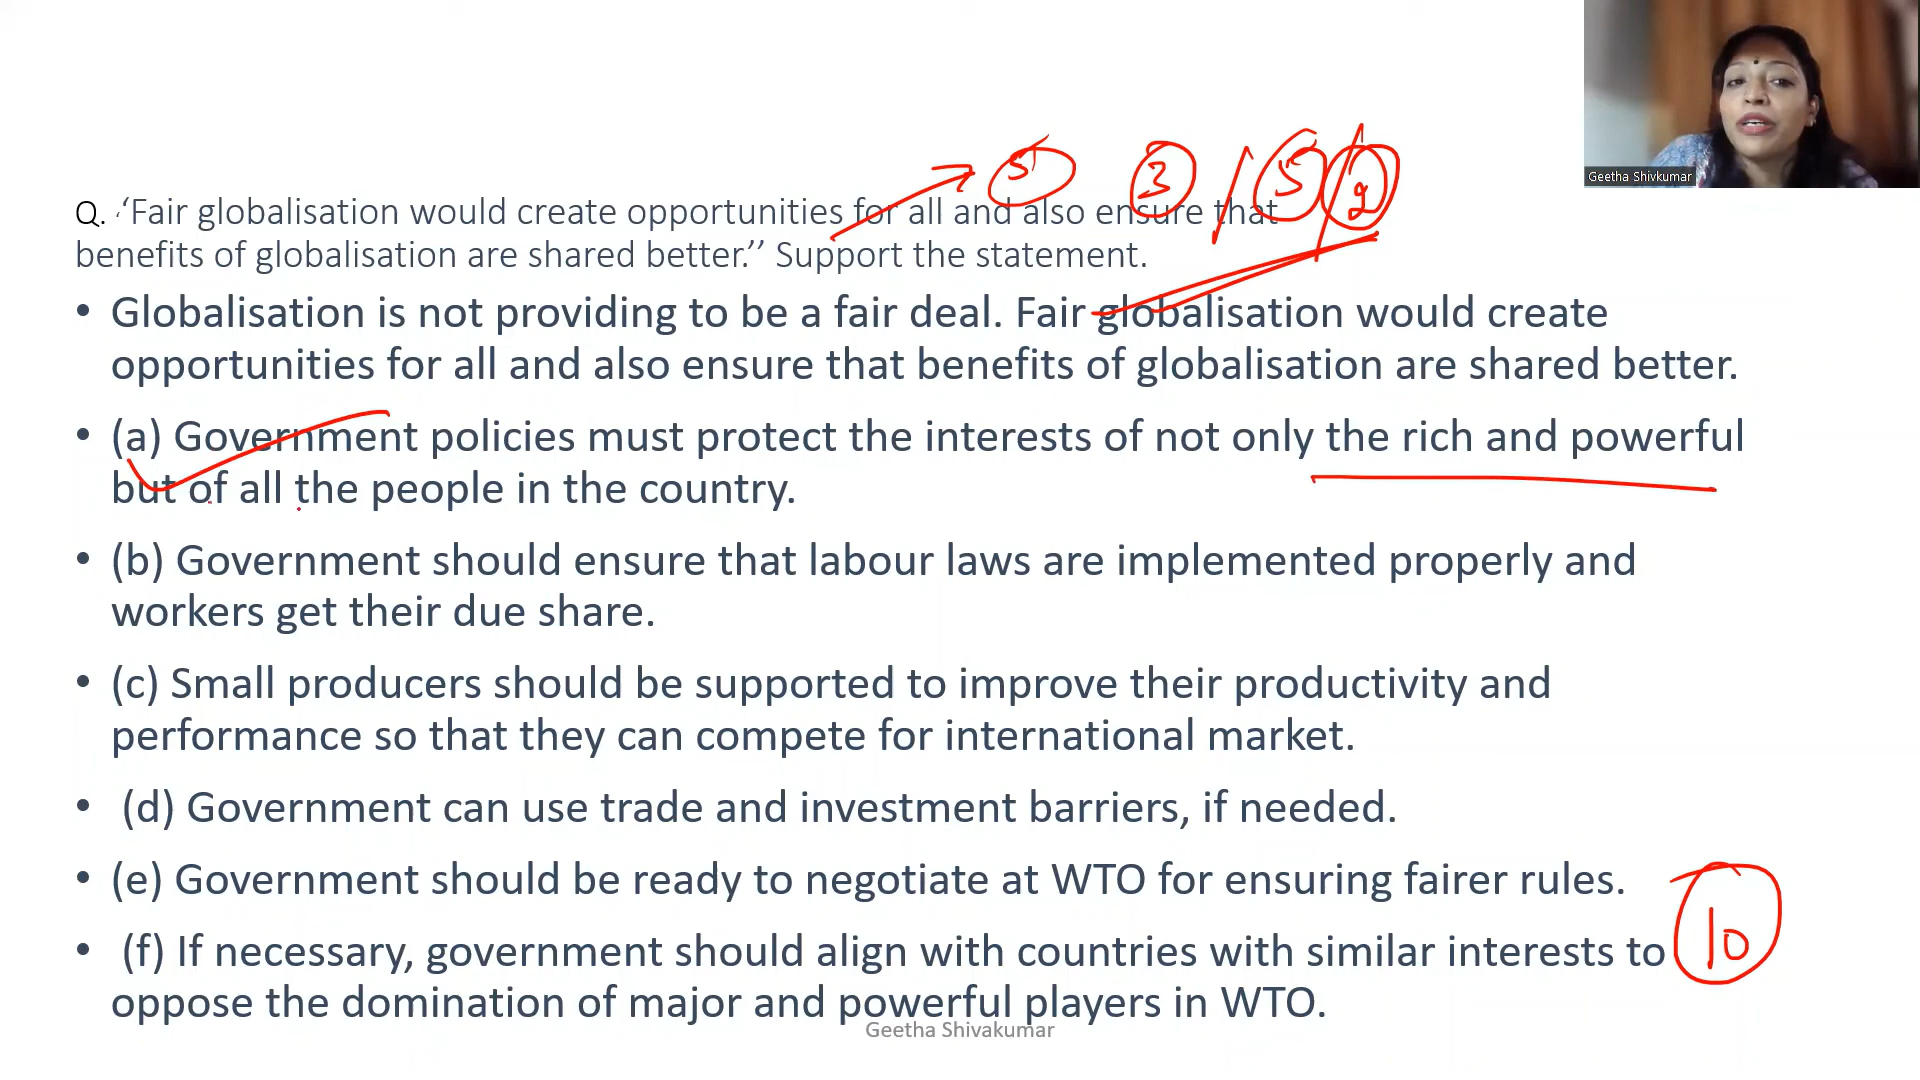 Geetha Shivkumar
5 3 / 5 / 2
Q. ‘‘Fair globalisation would create opportunities for all and also ensure that
benefits of globalisation are shared better.’’ Support the statement.
• Globalisation is not providing to be a fair deal. Fair globalisation would create
opportunities for all and also ensure that benefits of globalisation are shared better.
• (a) Government policies must protect the interests of not only the rich and powerful
but of all the people in the country.
• (b) Government should ensure that labour laws are implemented properly and
workers get their due share.
• (c) Small producers should be supported to improve their productivity and
performance so that they can compete for international market.
• (d) Government can use trade and investment barriers, if needed.
• (e) Government should be ready to negotiate at WTO for ensuring fairer rules.
• (f) If necessary, government should align with countries with similar interests to
10
oppose the domination of major and powerful players in WTO.
Geetha Shivakumar